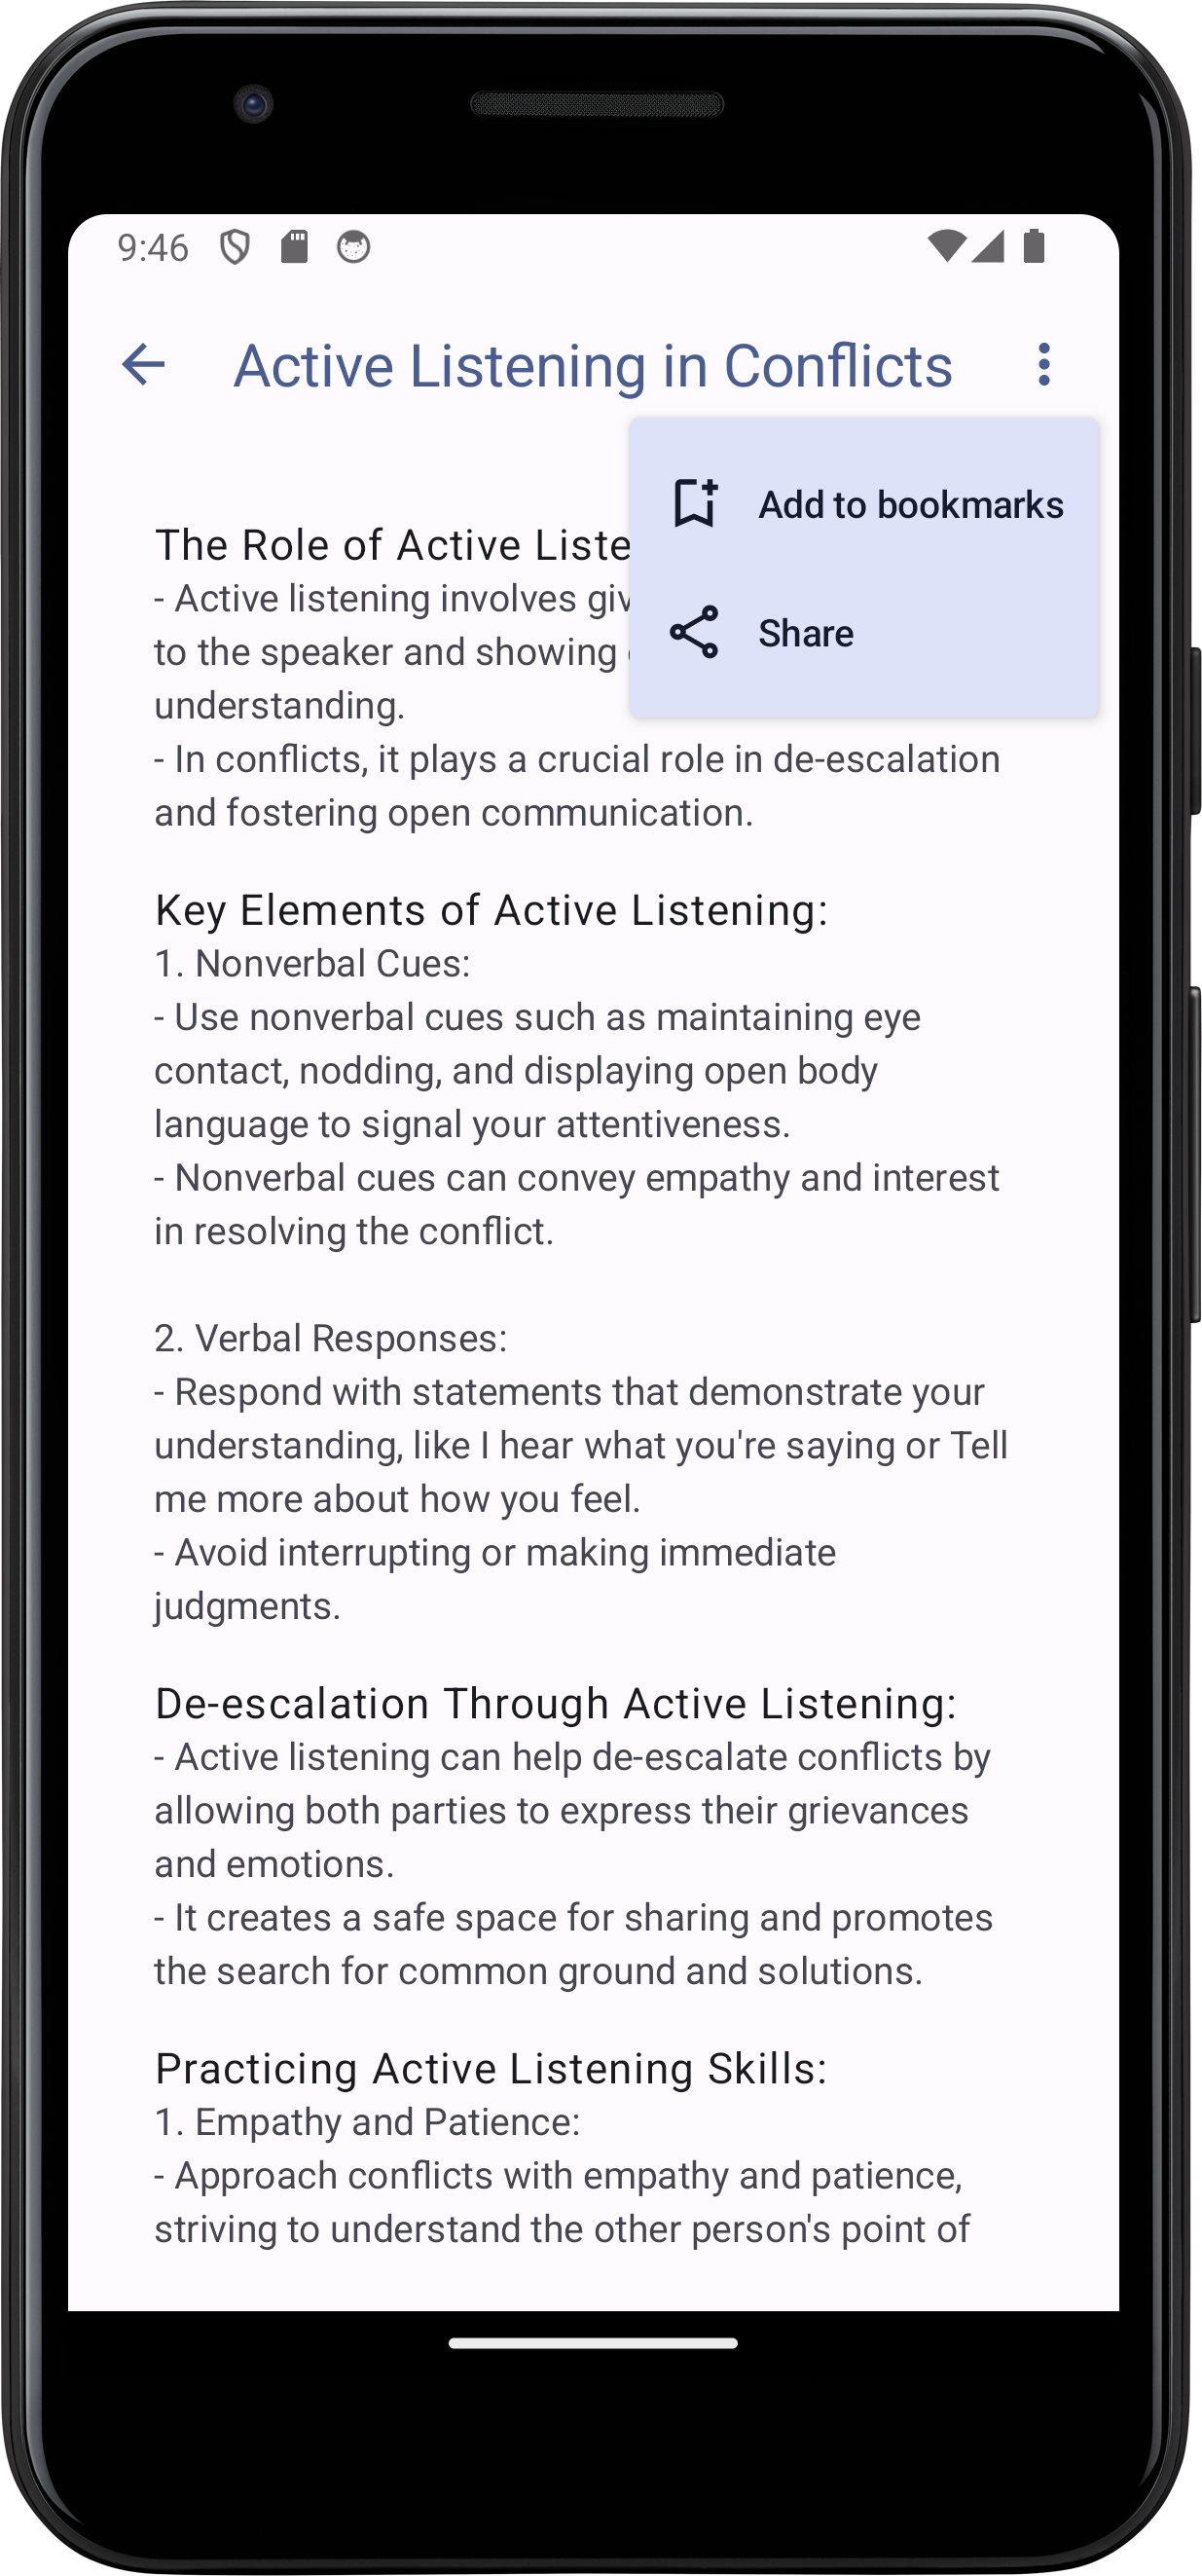 9:46
Active Listening in Conflicts
Add to bookmarks
Share
The Role of Active
- Active listening involves
to the speaker and showing
understanding.
- In conflicts, it plays a crucial role in de-escalation
and fostering open communication.
Key Elements of Active Listening:
1. Nonverbal Cues:
- Use nonverbal cues such as maintaining eye
contact, nodding, and displaying open body
language to signal your attentiveness.
- Nonverbal cues can convey empathy and interest
in resolving the conflict.
2. Verbal Responses:
- Respond with statements that demonstrate your
understanding, like I hear what you're saying or Tell
me more about how you feel.
- Avoid interrupting or making immediate
judgments.
De-escalation Through Active Listening:
- Active listening can help de-escalate conflicts by
allowing both parties to express their grievances
and emotions.
- It creates a safe space for sharing and promotes
the search for common ground and solutions.
Practicing Active Listening Skills:
1. Empathy and Patience:
- Approach conflicts with empathy and patience,
striving to understand the other person's point of